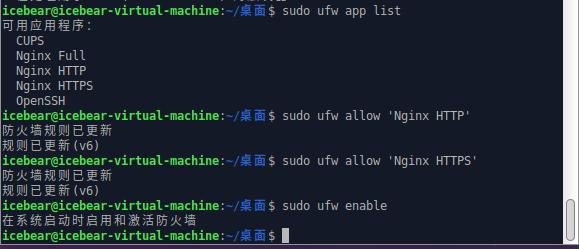 icebear@icebear-virtual-machine:~/桌面$ sudo ufw app list
可用应用程序：
  CUPS
  Nginx Full
  Nginx HTTP
  Nginx HTTPS
  OpenSSH
icebear@icebear-virtual-machine:~/桌面$ sudo ufw allow 'Nginx HTTP'
防火墙规则已更新
规则已更新(v6)
icebear@icebear-virtual-machine:~/桌面$ sudo ufw allow 'Nginx HTTPS'
防火墙规则已更新
规则已更新(v6)
icebear@icebear-virtual-machine:~/桌面$ sudo ufw enable
在系统启动时启用和激活防火墙
icebear@icebear-virtual-machine:~/桌面$